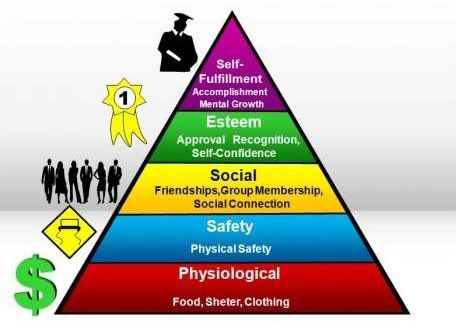 Self-
Fulfillment
Accomplishment
Mental Growth
1
Esteem
Approval Recognition,
Self-Confidence
Social
Friendships,Group Membership,
Social Connection
Safety
Physical Safety
$
Physiological
Food, Sheter, Clothing